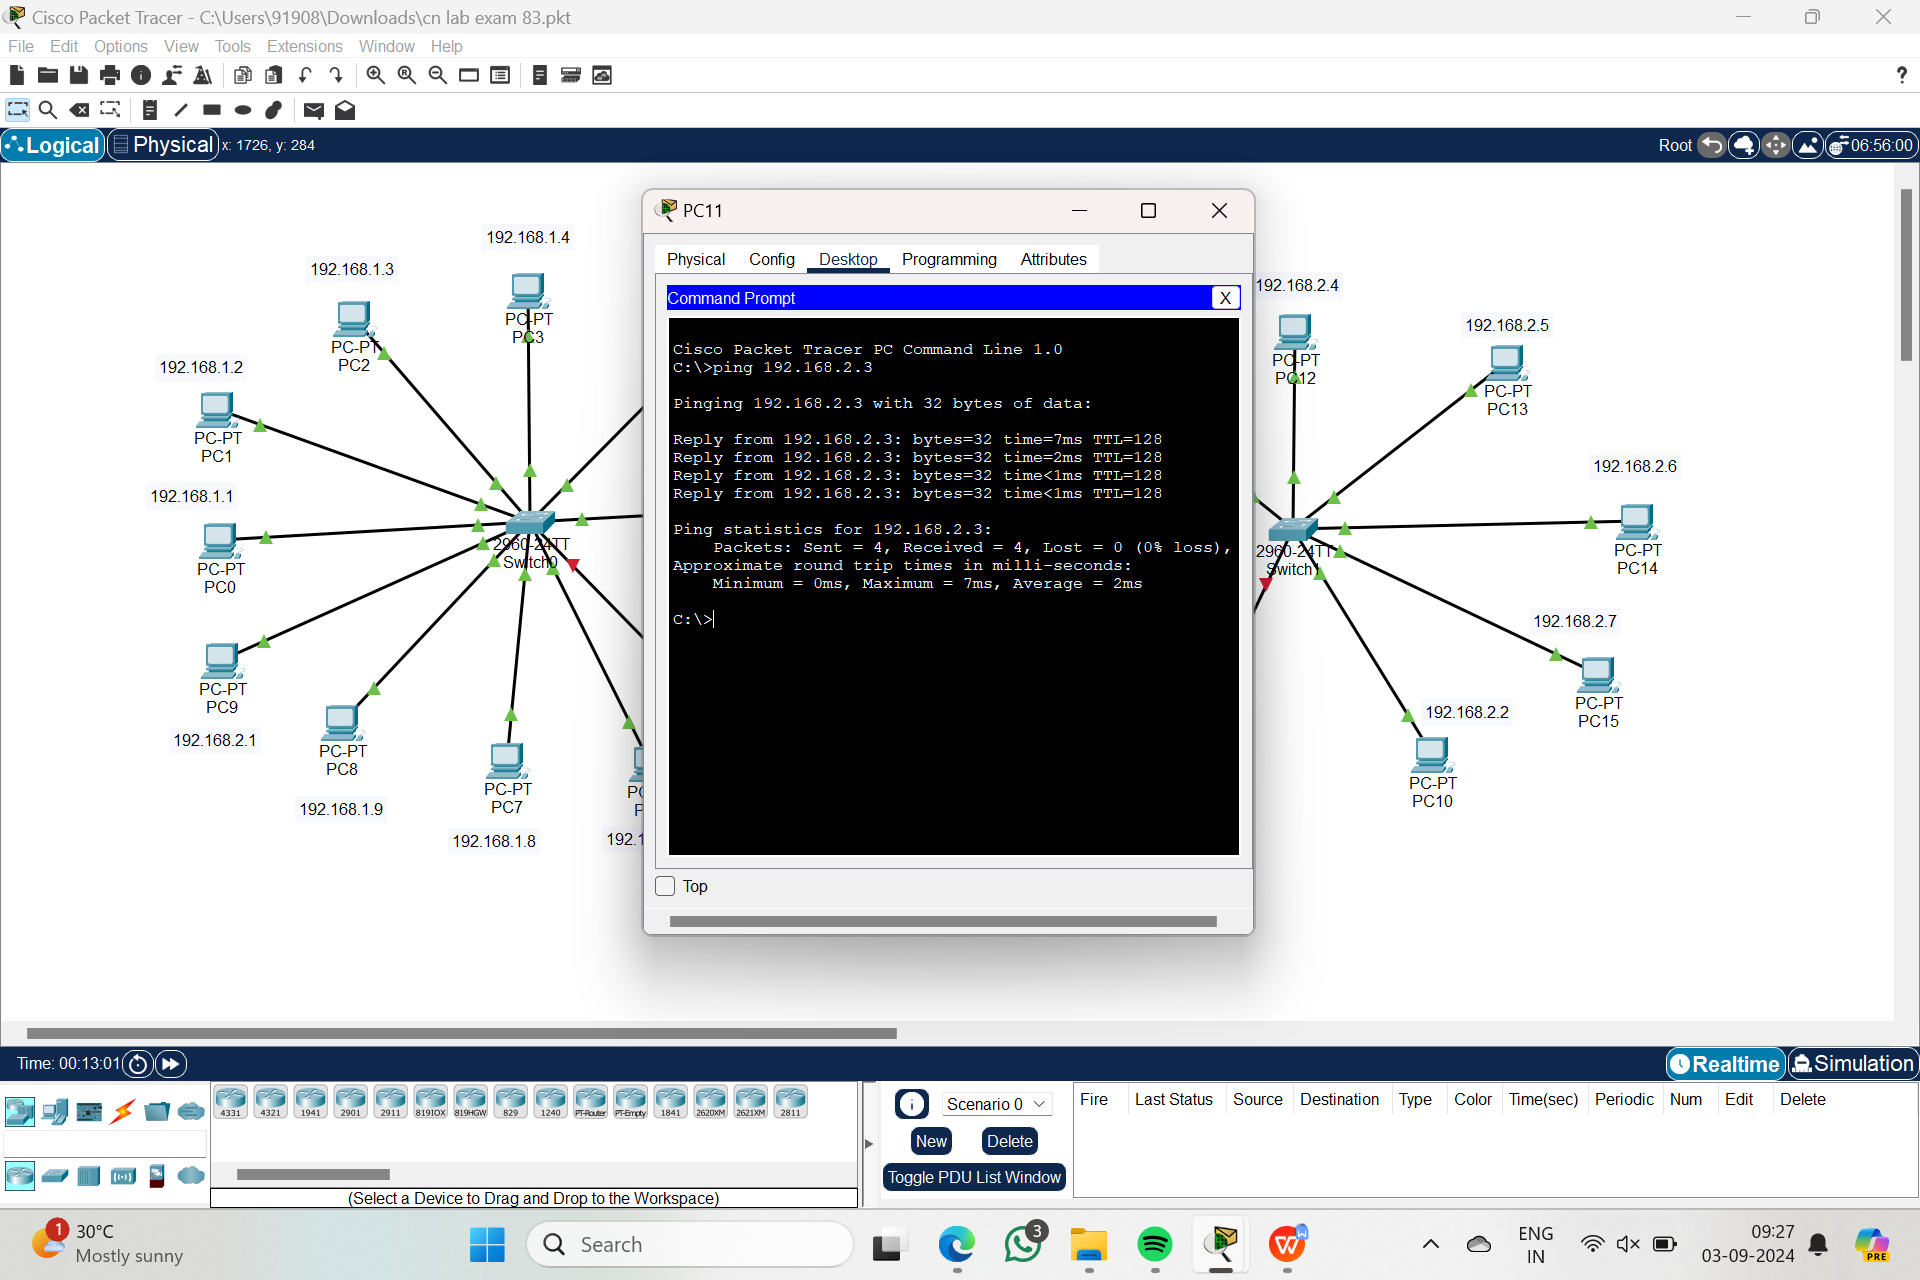 Cisco Packet Tracer - C:\Users\91908\Downloads\cn lab exam 83.pkt
File Edit Options View Tools Extensions Window Help
?
Logical Physical x: 1726, y: 284
Root 06:56:00
192.168.1.4
192.168.1.3
PC-PT
PC3
PC-PT
PC2
192.168.1.2
PC-PT
PC1
192.168.1.1
PC-PT
PC0
2960-24TT
Switch0
PC-PT
PC9
192.168.2.1
PC-PT
PC8
192.168.1.9
PC-PT
PC7
192.168.1.8
PC11
Physical Config Desktop Programming Attributes
Command Prompt X
Cisco Packet Tracer PC Command Line 1.0
C:\>ping 192.168.2.3
Pinging 192.168.2.3 with 32 bytes of data:
Reply from 192.168.2.3: bytes=32 time=7ms TTL=128
Reply from 192.168.2.3: bytes=32 time=2ms TTL=128
Reply from 192.168.2.3: bytes=32 time<1ms TTL=128
Reply from 192.168.2.3: bytes=32 time<1ms TTL=128
Ping statistics for 192.168.2.3:
Packets: Sent = 4, Received = 4, Lost = 0 (0% loss),
Approximate round trip times in milli-seconds:
Minimum = 0ms, Maximum = 7ms, Average = 2ms
C:\>
Top
192.168.2.4
PC-PT
PC12
192.168.2.5
PC-PT
PC13
192.168.2.6
PC-PT
PC14
2960-24TT
Switch1
192.168.2.7
PC-PT
PC15
192.168.2.2
PC-PT
PC10
Time: 00:13:01
Realtime Simulation
4331 4321 1941 2901 2911 819IOX 819HGW 829 1240 PT-Router PT-Empty 1841 2620XM 2621XM 2811
(Select a Device to Drag and Drop to the Workspace)
Scenario 0
New Delete
Toggle PDU List Window
Fire Last Status Source Destination Type Color Time(sec) Periodic Num Edit Delete
1
30°C
Mostly sunny
Search
3
ENG
IN
09:27
03-09-2024
PRE